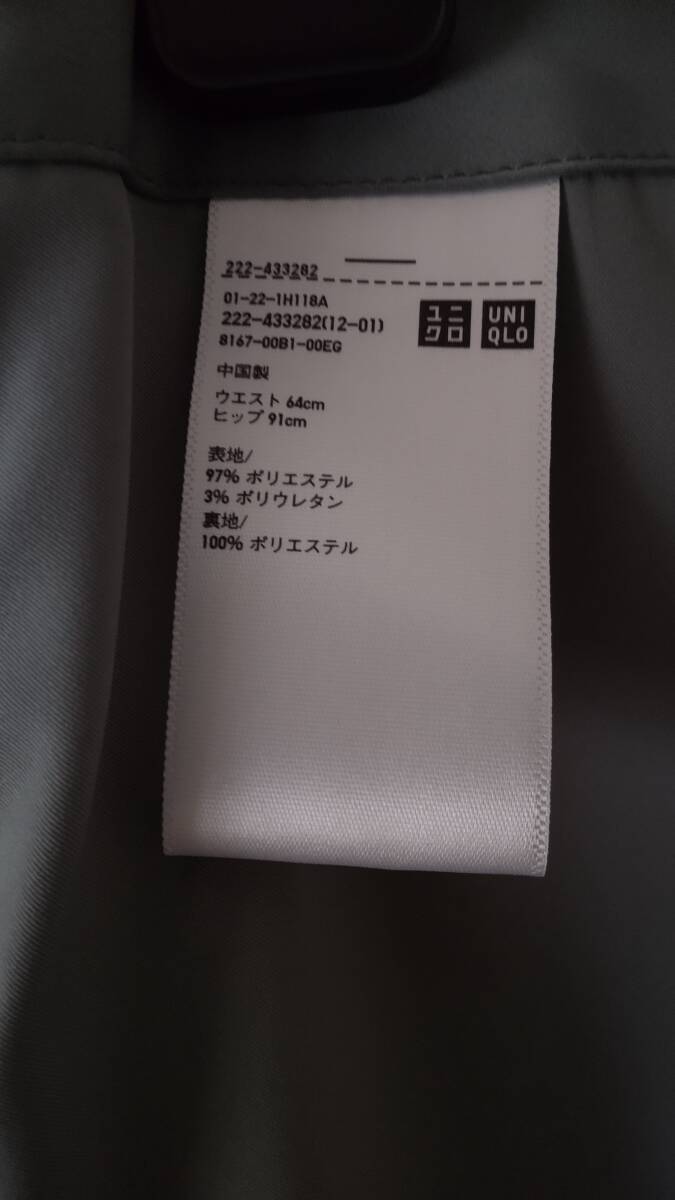 222-433282
01-22-1H118A
222-433282(12-01)
8167-00B1-00EG
ユニ
クロ
UNI
QLO
中国製
ウエスト 64cm
ヒップ 91cm
表地/
97% ポリエステル
3% ポリウレタン
裏地/
100% ポリエステル